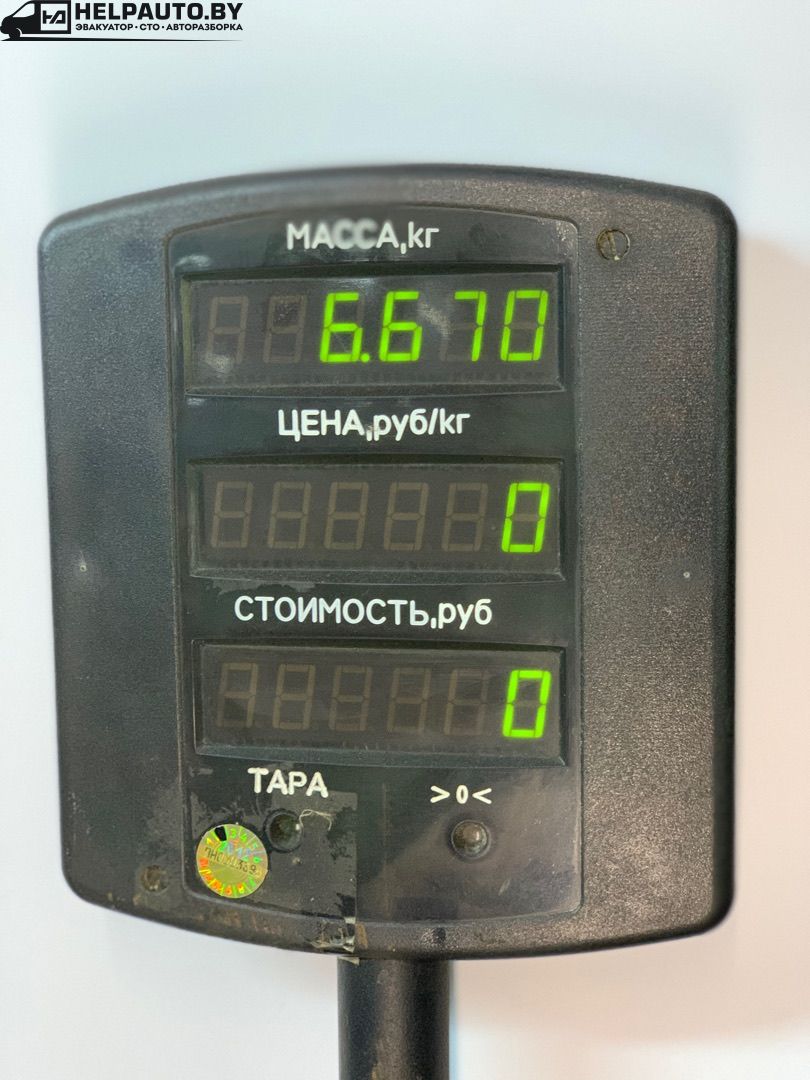 HELPAUTO.BY
ЭВАКУАТОР • СТО • АВТОРАЗБОРКА
МАССА,кг
6.670
ЦЕНА,руб/кг
0
СТОИМОСТЬ,руб
0
ТАРА >0<